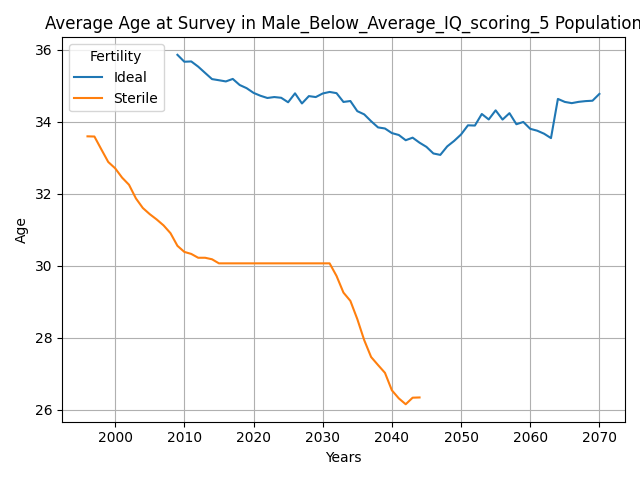 Average Age at Survey in Male_Below_Average_IQ_scoring_5 Population
Fertility
Ideal
Sterile
36
34
32
30
28
26
Age
2000 2010 2020 2030 2040 2050 2060 2070
Years